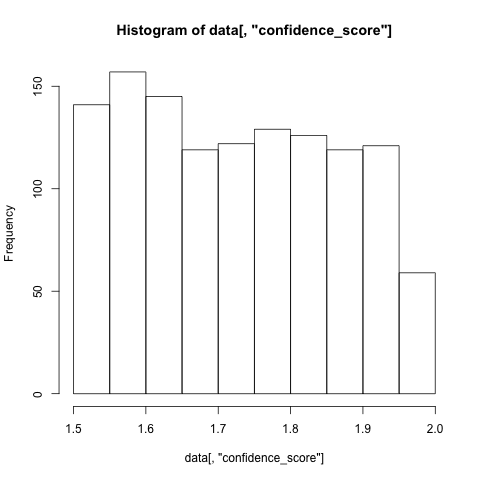 Histogram of data[, "confidence_score"]
Frequency
150
100
50
0
1.5 1.6 1.7 1.8 1.9 2.0
data[, "confidence_score"]